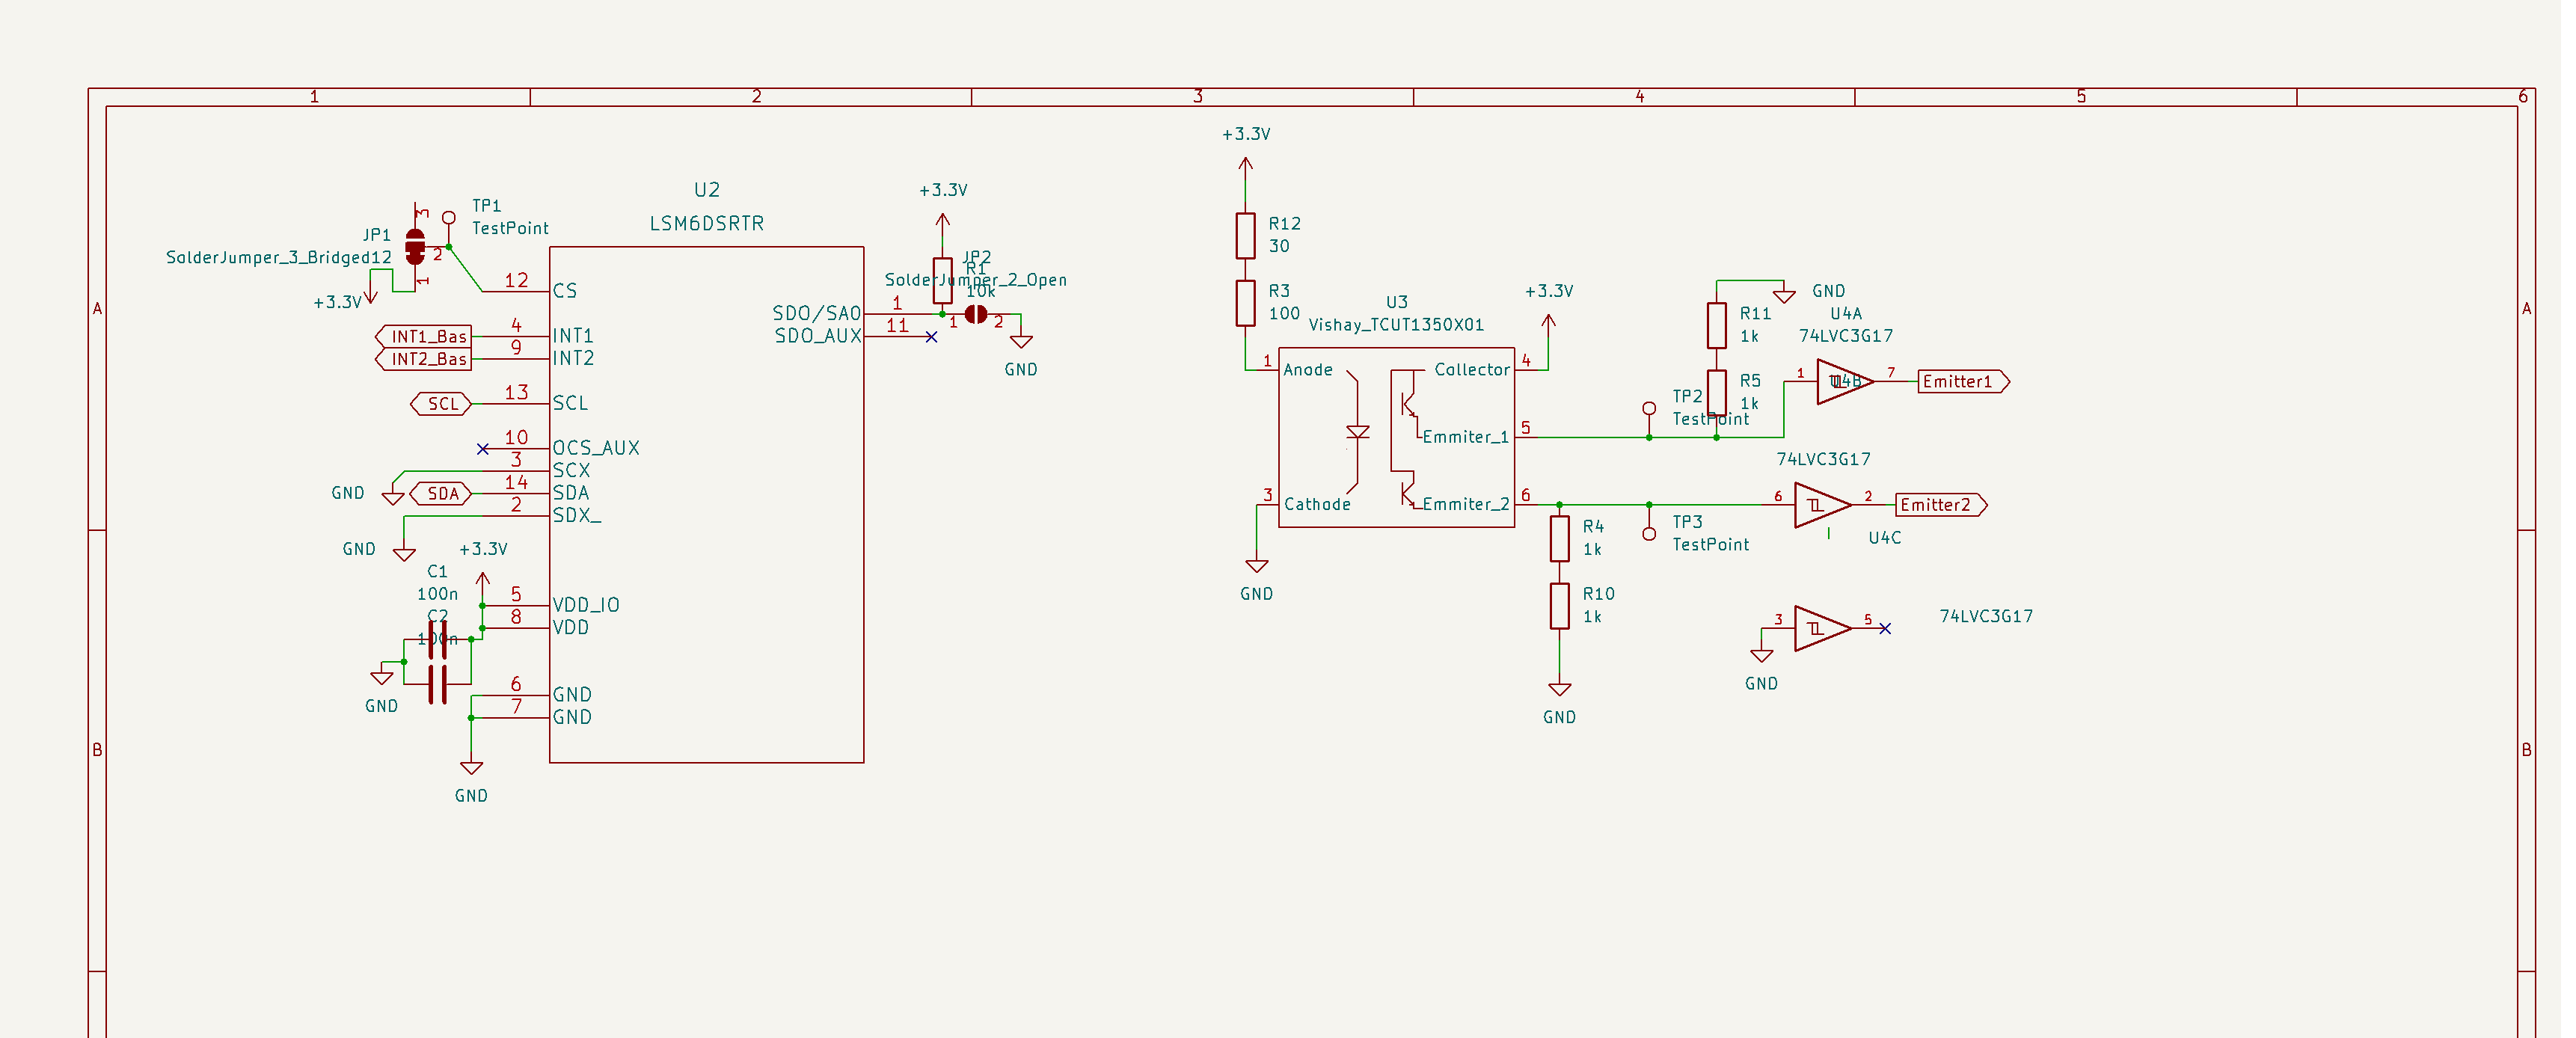 1 2 3 4 5 6
A A
B B
U2
LSM6DSRTR
JP1
SolderJumper_3_Bridged12
3
2
1
TP1
TestPoint
+3.3V
12 CS
INT1_Bas 4 INT1
INT2_Bas 9 INT2
SCL 13 SCL
10 OCS_AUX
GND 3 SCX
SDA 14 SDA
2 SDX_
GND
+3.3V
C1
100n
C2
100n
5 VDD_IO
8 VDD
GND
6 GND
7 GND
GND
+3.3V
JP2
R1
SolderJumper_2_Open
10k
SDO/SAO 1
1 2
SDO_AUX 11
GND
+3.3V
R12
30
R3
100
U3
Vishay_TCUT1350X01
1 Anode
3 Cathode
GND
+3.3V
Collector 4
Emmiter_1 5
Emmiter_2 6
R4
1k
R10
1k
GND
TP2
TestPoint
TP3
TestPoint
GND
R11
1k
R5
1k
U4A
74LVC3G17
1 7 Emitter1
U4B
74LVC3G17
6 2 Emitter2
U4C
74LVC3G17
3 5
GND